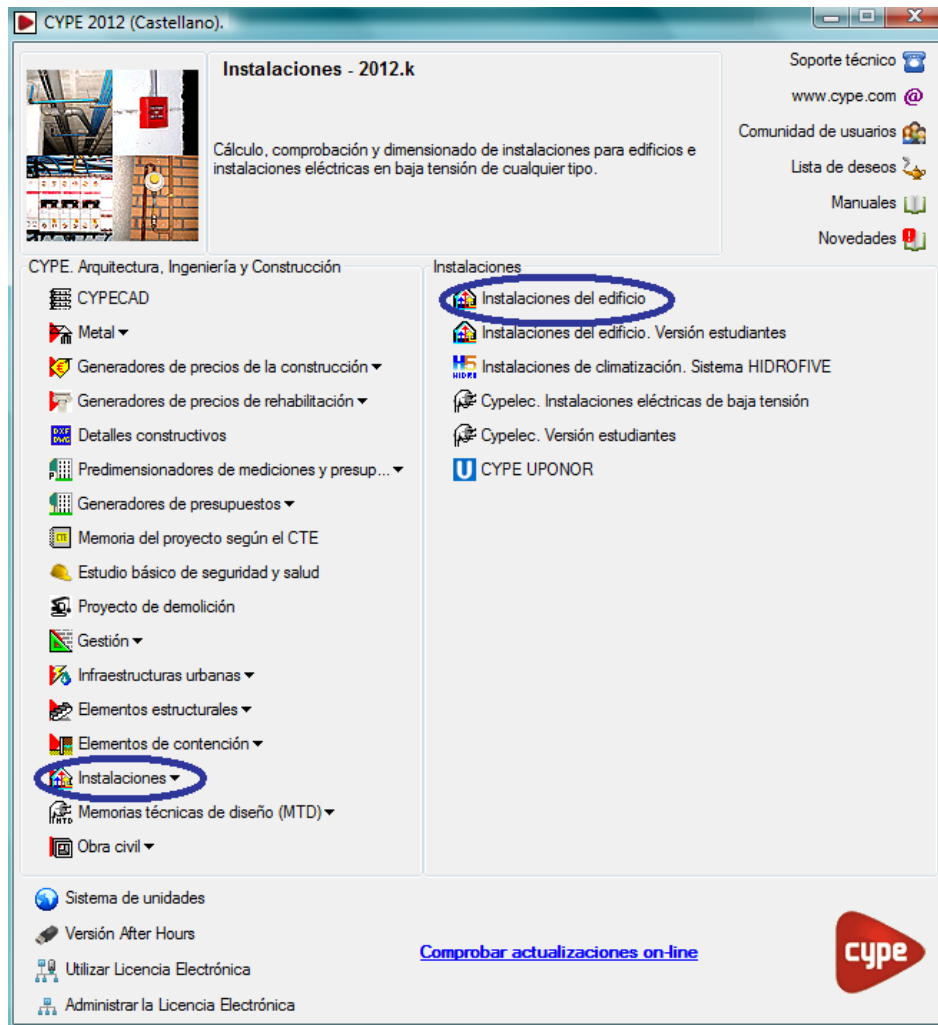 CYPE 2012 (Castellano).
Instalaciones - 2012.k
Cálculo, comprobación y dimensionado de instalaciones para edificios e
instalaciones eléctricas en baja tensión de cualquier tipo.
Soporte técnico
www.cype.com @
Comunidad de usuarios
Lista de deseos
Manuales
Novedades
CYPE. Arquitectura, Ingeniería y Construcción
CYPECAD
Metal
Generadores de precios de la construcción
Generadores de precios de rehabilitación
DXF
DWG
Detalles constructivos
Predimensionadores de mediciones y presup...
Generadores de presupuestos
CTE
Memoria del proyecto según el CTE
Estudio básico de seguridad y salud
Proyecto de demolición
Gestión
Infraestructuras urbanas
Elementos estructurales
Elementos de contención
Instalaciones
MTD
Memorias técnicas de diseño (MTD)
Obra civil
Instalaciones
Instalaciones del edificio
Instalaciones del edificio. Versión estudiantes
H5
HIDRO
Instalaciones de climatización. Sistema HIDROFIVE
Cypelec. Instalaciones eléctricas de baja tensión
Cypelec. Versión estudiantes
U CYPE UPONOR
Sistema de unidades
Versión After Hours
Utilizar Licencia Electrónica
Administrar la Licencia Electrónica
Comprobar actualizaciones on-line
cype